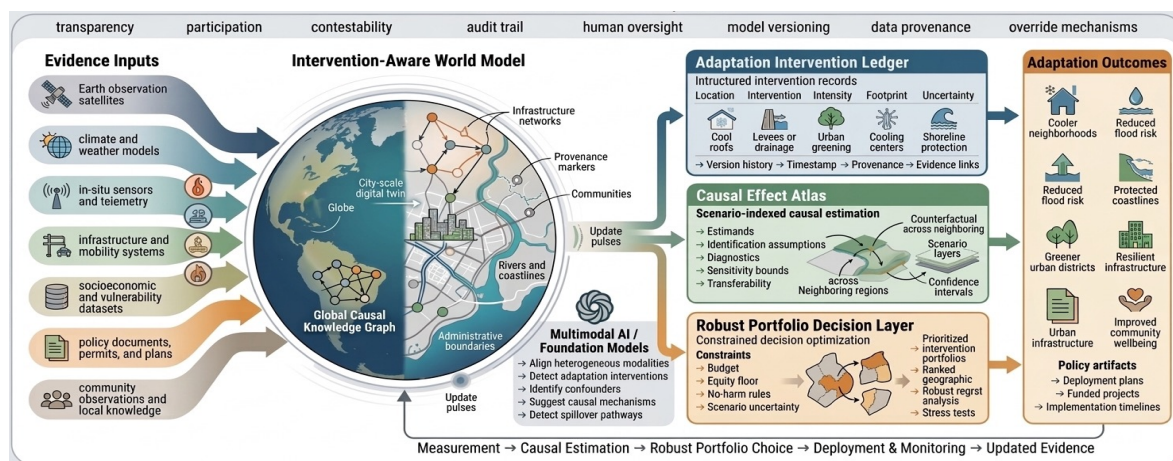 transparency participation contestability audit trail human oversight model versioning data provenance override mechanisms
Evidence Inputs
Earth observation
satellites
climate and
weather models
in-situ sensors
and teiemetry
infrastructure and
mobility systems
socioeconomic
and vulnerability
datasets
policy documents,
permits, and plans
community
observations and
local knowledge
Intervention-Aware World Model
Infrastructure
networks
Provenance
markers
Communities
City-scale
digital twin
Globe
Rivers and
coastlines
Global Causal
Knowledge Graph
Administrative
boundaries
Update
pulses
Update
pulses
Multimodal AI /
Foundation Models
→ Align heterogeneous modalities
→ Detect adaptation interventions
→ Identify confounders
→ Suggest causal mechanisms
→ Detect spillover pathways
Adaptation Intervention Ledger
Intructured intervention records
Location Intervention Intensity Footprint Uncertainty
Cool
roofs
Levees or
drainage
Urban
greening
Cooling
centers
Shoreline
protection
→ Version history → Timestamp → Provenance → Evidence links
Causal Effect Atlas
Scenario-indexed causal estimation
→ Estimands
→ Identification assumptions
→ Diagnostics
→ Sensitivity bounds
→ Transferability
Counterfactual
across neighboring
Scenario
layers
across
Neighboring regions
Confidence
intervals
Robust Portfolio Decision Layer
Constrained decision optimization
Constraints
→ Budget
→ Equity floor
→ No-harm rules
→ Scenario uncertainty
→ Prioritized
intervention
portfolios
→ Ranked
geographic
→ Robust regrst
analysis
→ Stress tests
Adaptation Outcomes
Cooler
neighborhoods
Reduced
flood risk
Reduced
flood risk
Protected
coastlines
Greener
urban districts
Resilient
infrastructure
Urban
infrastructure
Improved
community
wellbeing
Policy artifacts
→ Deployment plans
→ Funded projects
→ Implementation timelines
Measurement → Causal Estimation → Robust Portfolio Choice → Deployment & Monitoring → Updated Evidence